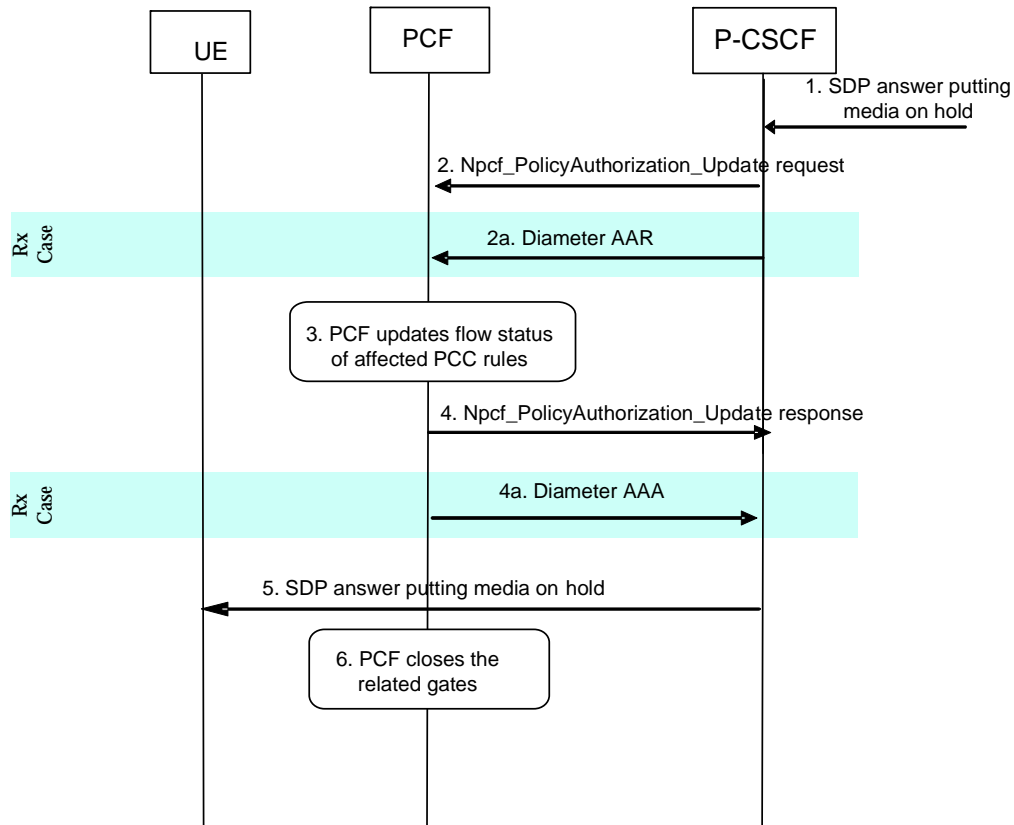 UE
PCF
P-CSCF
1. SDP answer putting
media on hold
2. Npcf_PolicyAuthorization_Update request
Rx
Case
2a. Diameter AAR
3. PCF updates flow status
of affected PCC rules
4. Npcf_PolicyAuthorization_Update response
Rx
Case
4a. Diameter AAA
5. SDP answer putting media on hold
6. PCF closes the
related gates